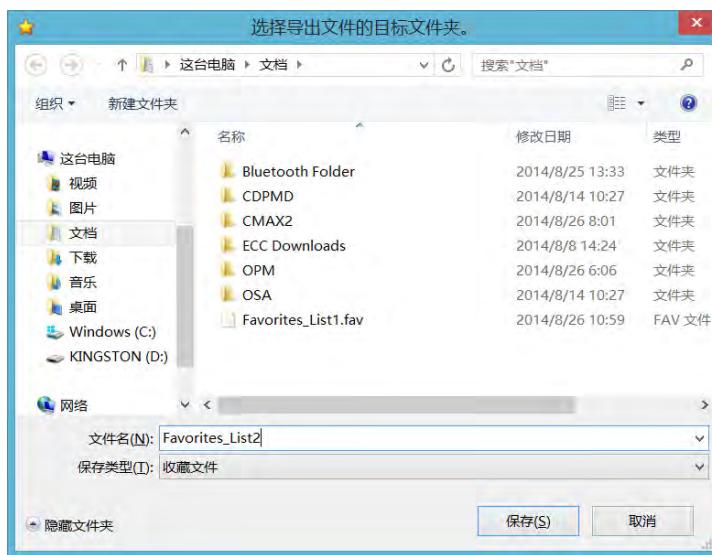 选择导出文件的目标文件夹。
这台电脑 文档
搜索"文档"
组织 新建文件夹
名称 修改日期 类型
这台电脑
视频
图片
文档
下载
音乐
桌面
Windows (C:)
KINGSTON (D:)
网络
Bluetooth Folder 2014/8/25 13:33 文件夹
CDPMD 2014/8/14 10:27 文件夹
CMAX2 2014/8/26 8:01 文件夹
ECC Downloads 2014/8/8 14:24 文件夹
OPM 2014/8/26 6:06 文件夹
OSA 2014/8/14 10:27 文件夹
Favorites_List1.fav 2014/8/26 10:59 FAV 文件
文件名(N): Favorites_List2
保存类型(T): 收藏文件
隐藏文件夹 保存(S) 取消